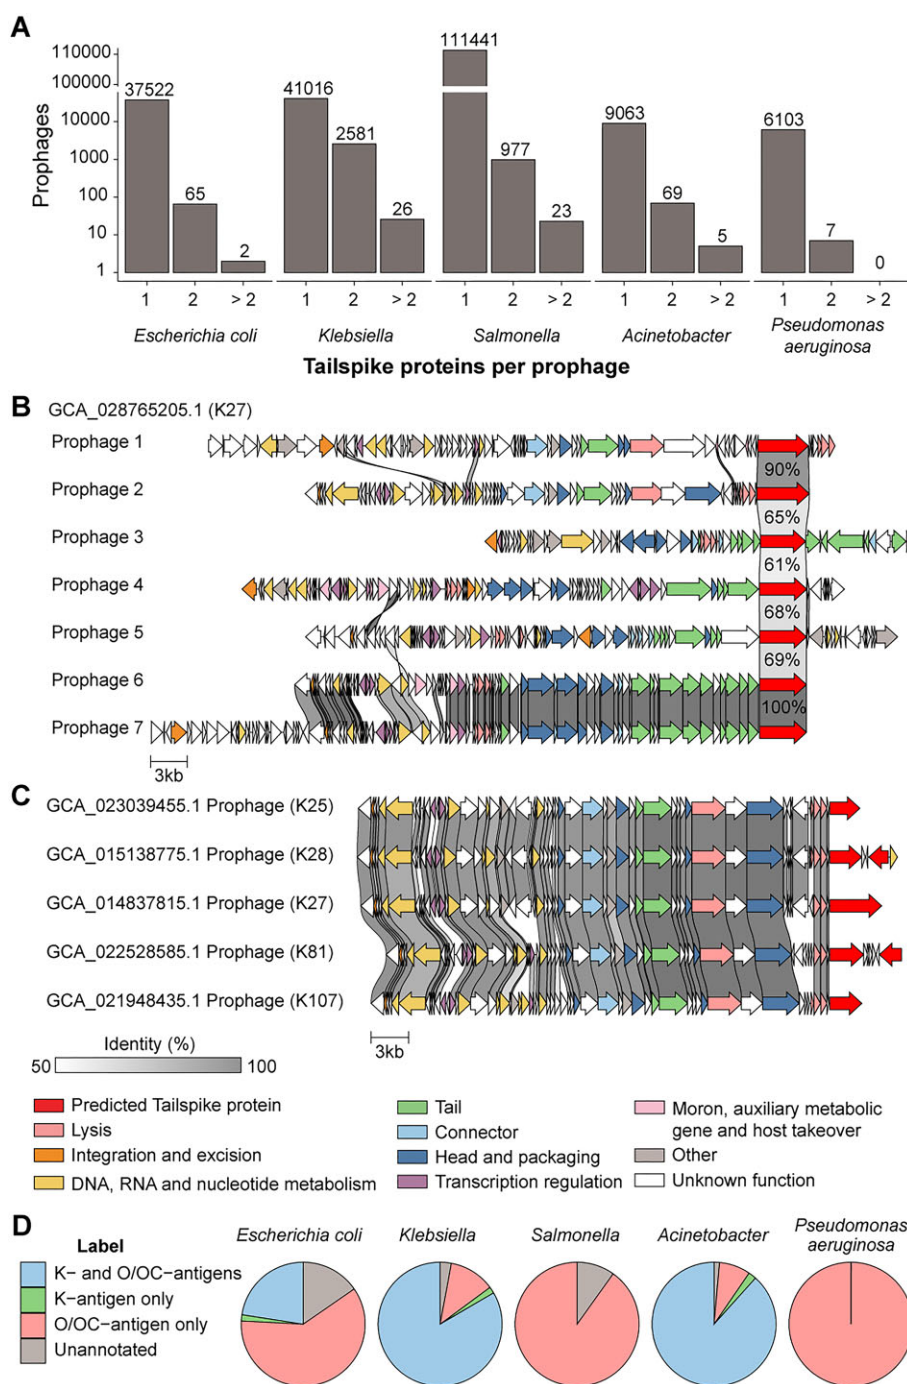 A
110000
100000
10000
1000
100
10
1
Prophages
37522
65
2
41016
2581
26
111441
977
23
9063
69
5
6103
7
0
1 2 > 2 1 2 > 2 1 2 > 2 1 2 > 2 1 2 > 2
Escherichia coli Klebsiella Salmonella Acinetobacter Pseudomonas
aeruginosa
Tailspike proteins per prophage
B
GCA_028765205.1 (K27)
Prophage 1
90%
Prophage 2
65%
Prophage 3
61%
Prophage 4
68%
Prophage 5
69%
Prophage 6
100%
Prophage 7
3kb
C
GCA_023039455.1 Prophage (K25)
GCA_015138775.1 Prophage (K28)
GCA_014837815.1 Prophage (K27)
GCA_022528585.1 Prophage (K81)
GCA_021948435.1 Prophage (K107)
3kb
Identity (%)
50 100
Predicted Tailspike protein
Lysis
Integration and excision
DNA, RNA and nucleotide metabolism
Tail
Connector
Head and packaging
Transcription regulation
Moron, auxiliary metabolic
gene and host takeover
Other
Unknown function
D
Label
K− and O/OC−antigens
K−antigen only
O/OC−antigen only
Unannotated
Escherichia coli Klebsiella Salmonella Acinetobacter Pseudomonas
aeruginosa